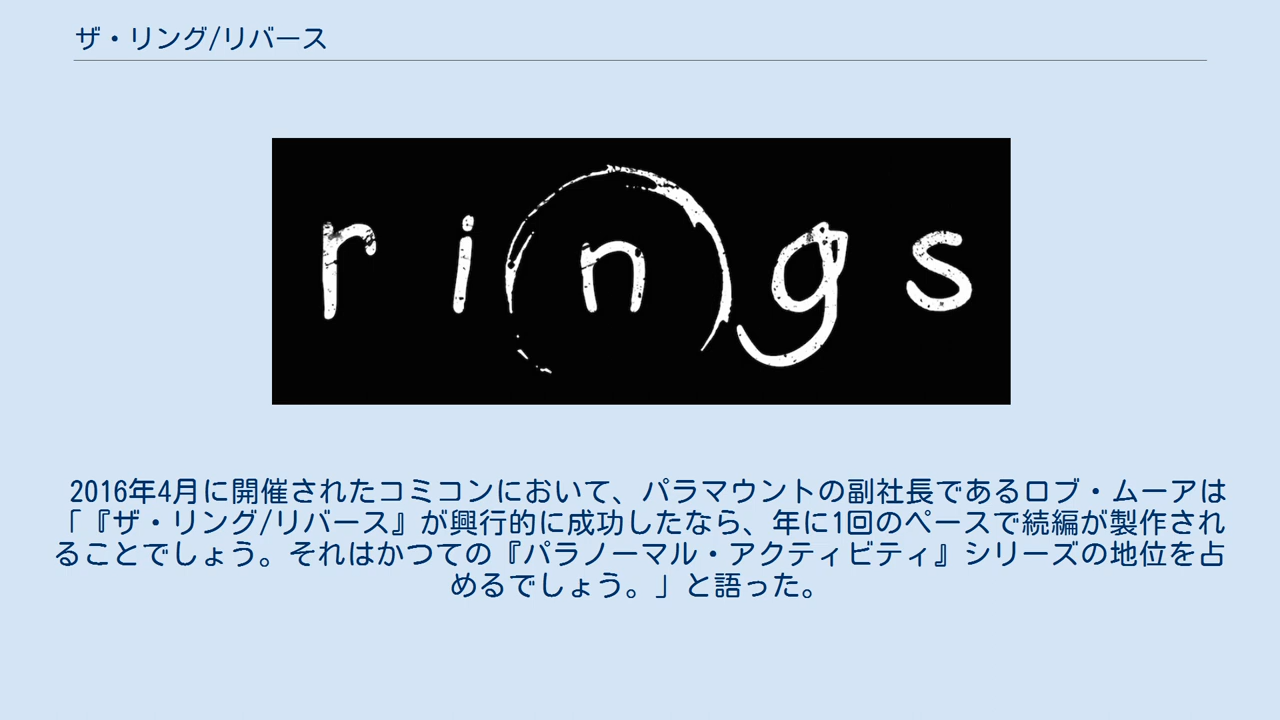 ザ・リング/リバース
rings
2016年4月に開催されたコミコンにおいて、パラマウントの副社長であるロブ・ムーアは
「『ザ・リング/リバース』が興行的に成功したなら、年に1回のペースで続編が製作され
ることでしょう。それはかつての『パラノーマル・アクティビティ』シリーズの地位を占
めるでしょう。」と語った。